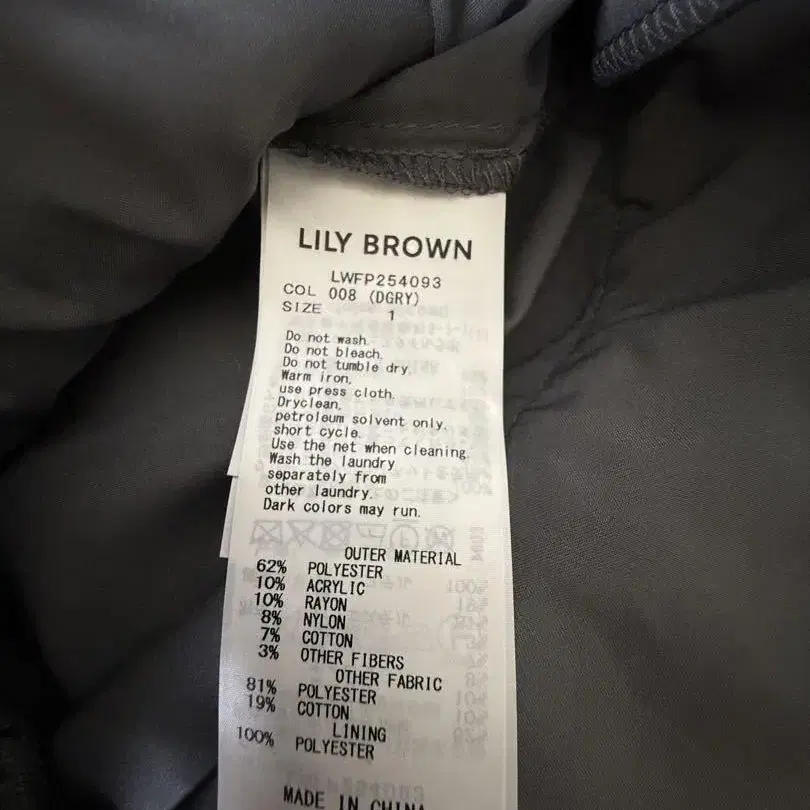 LILY BROWN
LWFP254093
COL 008 (DGRY)
SIZE 1
Do not wash.
Do not bleach.
Do not tumble dry.
Warm iron,
use press cloth.
Dryclean,
petroleum solvent only.
short cycle.
Use the net when cleaning.
Wash the laundry
separately from
other laundry.
Dark colors may run.
OUTER MATERIAL
62% POLYESTER
10% ACRYLIC
10% RAYON
8% NYLON
7% COTTON
3% OTHER FIBERS
OTHER FABRIC
81% POLYESTER
19% COTTON
LINING
100% POLYESTER
MADE IN CHINA